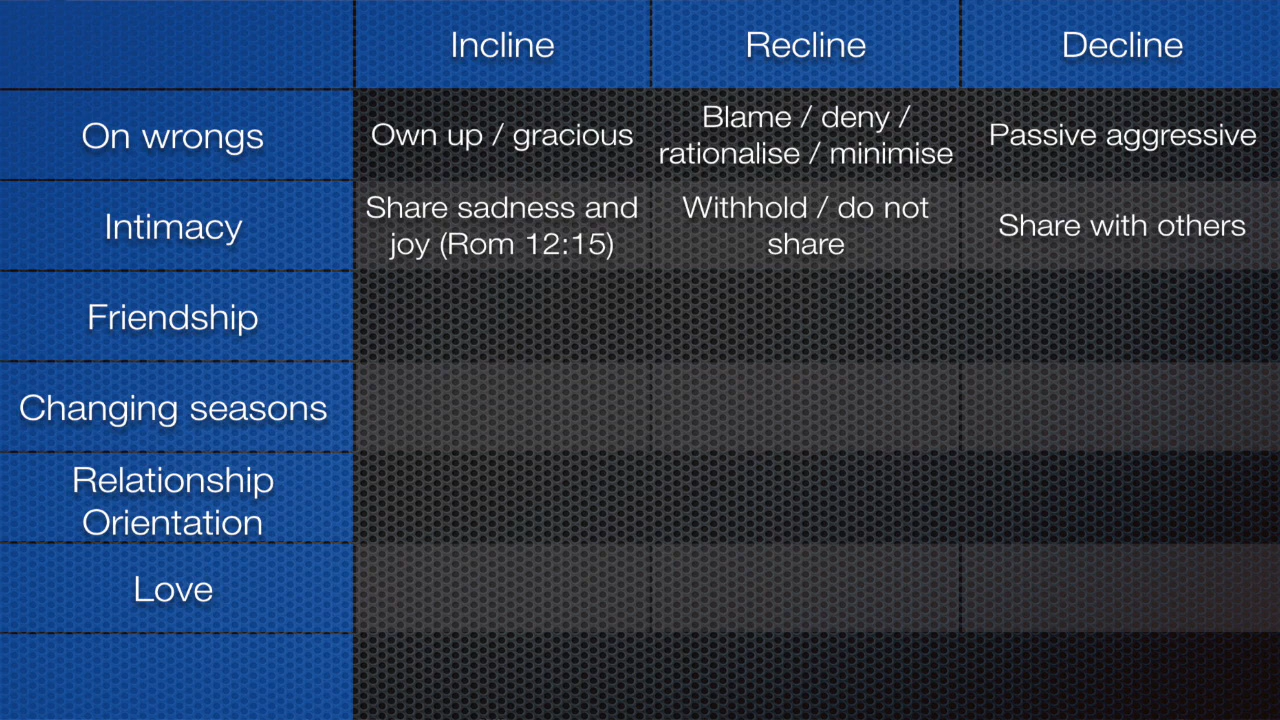 Incline
Recline
Decline
On wrongs
Own up / gracious
Blame / deny /
rationalise / minimise
Passive aggressive
Intimacy
Share sadness and
joy (Rom 12:15)
Withhold / do not
share
Share with others
Friendship
Changing seasons
Relationship
Orientation
Love